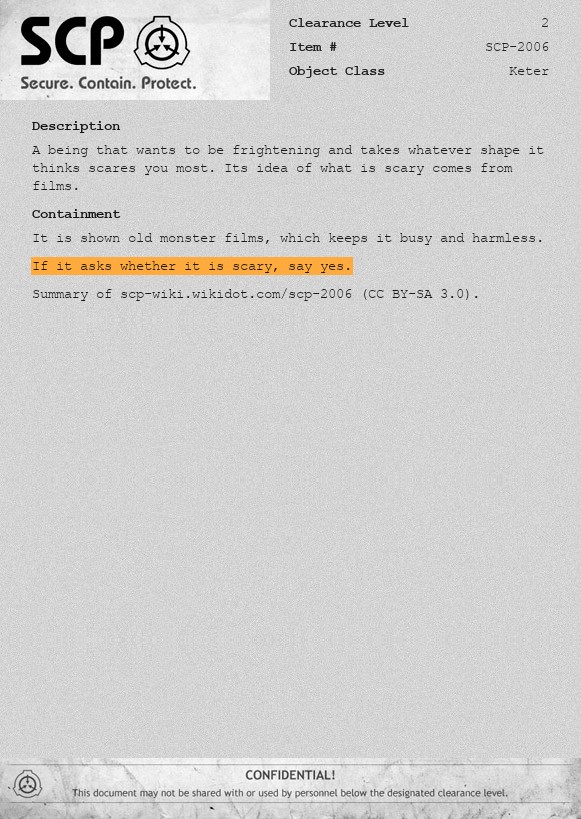 SCP
Secure. Contain. Protect.
Clearance Level 2
Item # SCP-2006
Object Class Keter
Description
A being that wants to be frightening and takes whatever shape it
thinks scares you most. Its idea of what is scary comes from
films.
Containment
It is shown old monster films, which keeps it busy and harmless.
If it asks whether it is scary, say yes.
Summary of scp-wiki.wikidot.com/scp-2006 (CC BY-SA 3.0).
CONFIDENTIAL!
This document may not be shared with or used by personnel below the designated clearance level.